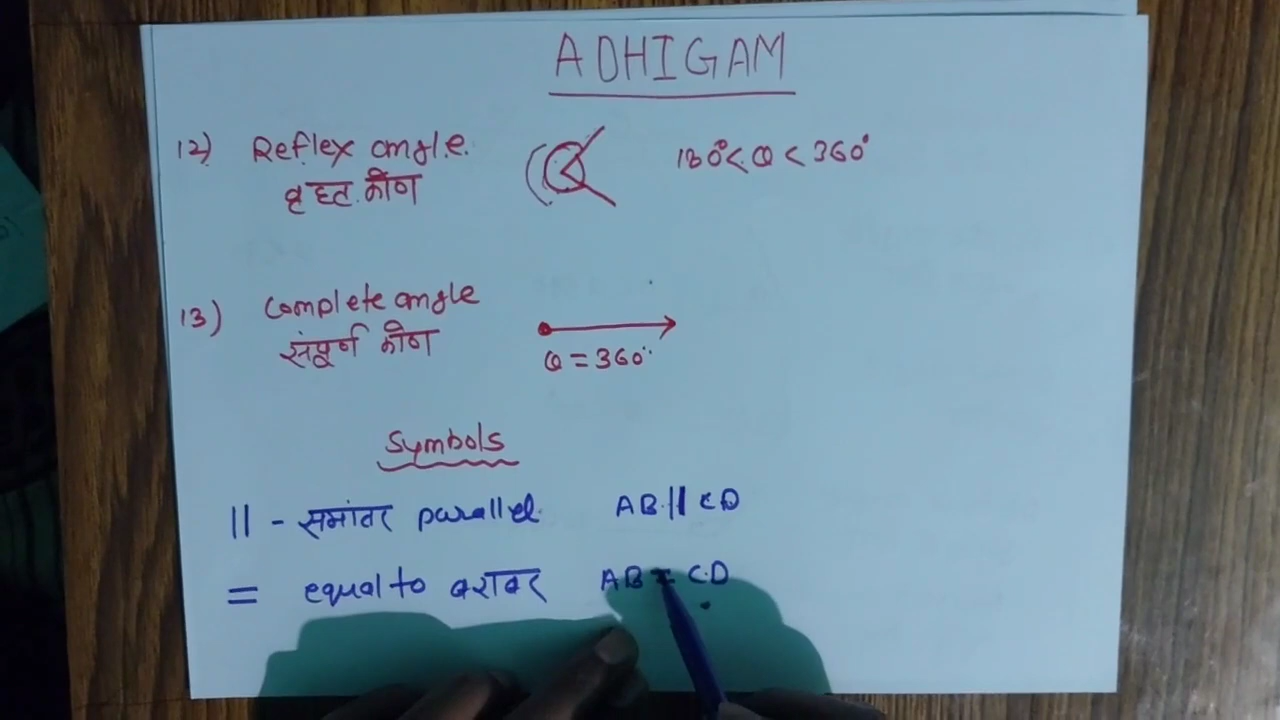 ADHIGAM
12) Reflex angle. 180°< θ < 360°
वृहत कोण
13) Complete angle
संपूर्ण कोण
θ = 360°
Symbols
|| - समांतर parallel. AB || CD
= equal to बराबर AB = CD